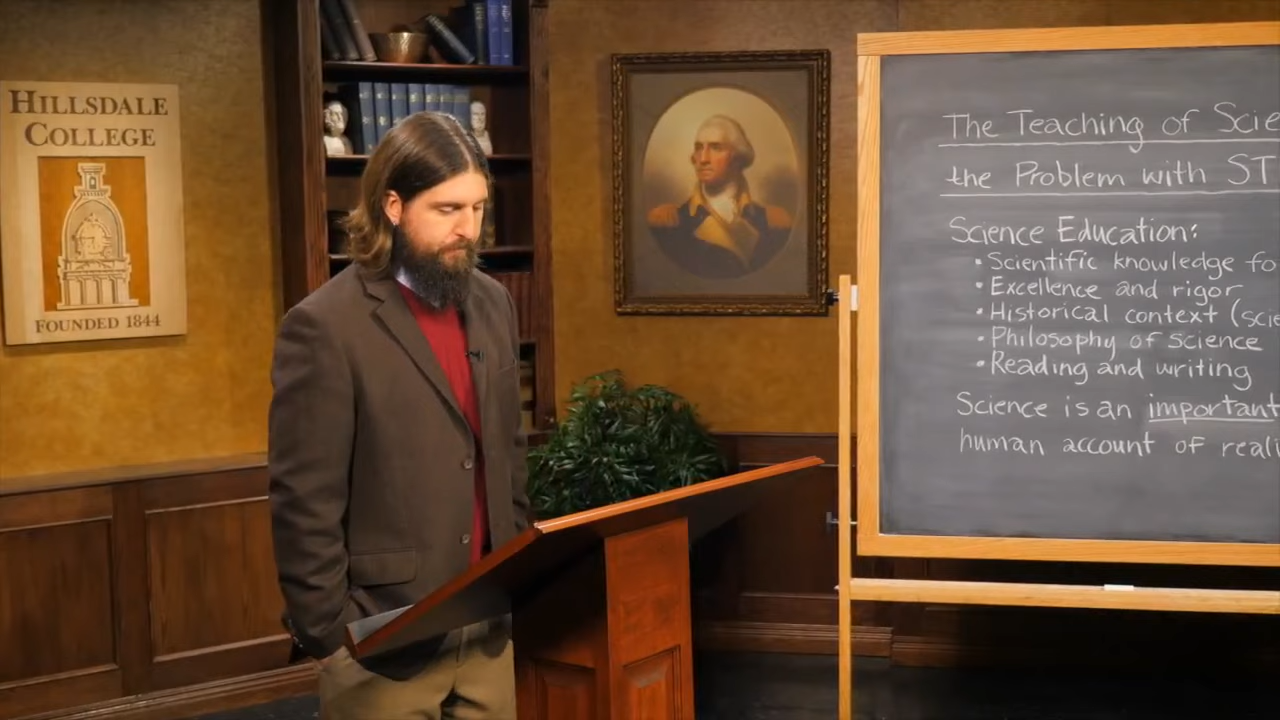 HILLSDALE
COLLEGE
FOUNDED 1844
The Teaching of Scie
the Problem with ST
Science Education:
• Scientific knowledge fo
• Excellence and rigor
• Historical context (scie
• Philosophy of science
• Reading and writing
Science is an important
human account of reali